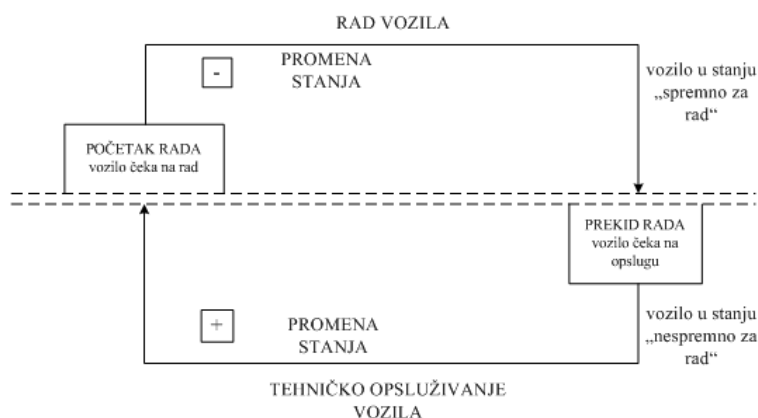 RAD VOZILA
-
PROMENA
STANJA
vozilo u stanju
„spremno za
rad“
POČETAK RADA
vozilo čeka na rad
PREKID RADA
vozilo čeka na
opslugu
+
PROMENA
STANJA
vozilo u stanju
„nespremno za
rad“
TEHNIČKO OPSLUŽIVANJE
VOZILA